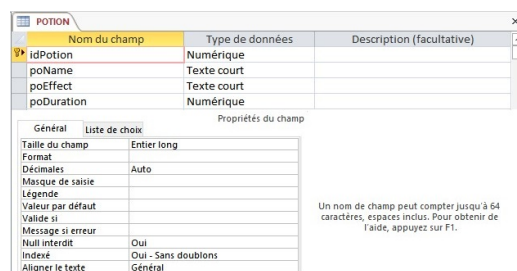 POTION
Nom du champ Type de données Description (facultative)
idPotion Numérique
poName Texte court
poEffect Texte court
poDuration Numérique
Propriétés du champ
Général Liste de choix
Taille du champ Entier long
Format
Décimales Auto
Masque de saisie
Légende
Valeur par défaut
Valide si
Message si erreur
Null interdit Oui
Indexé Oui - Sans doublons
Aligner le texte Général
Un nom de champ peut compter jusqu'à 64
caractères, espaces inclus. Pour obtenir de
l'aide, appuyez sur F1.